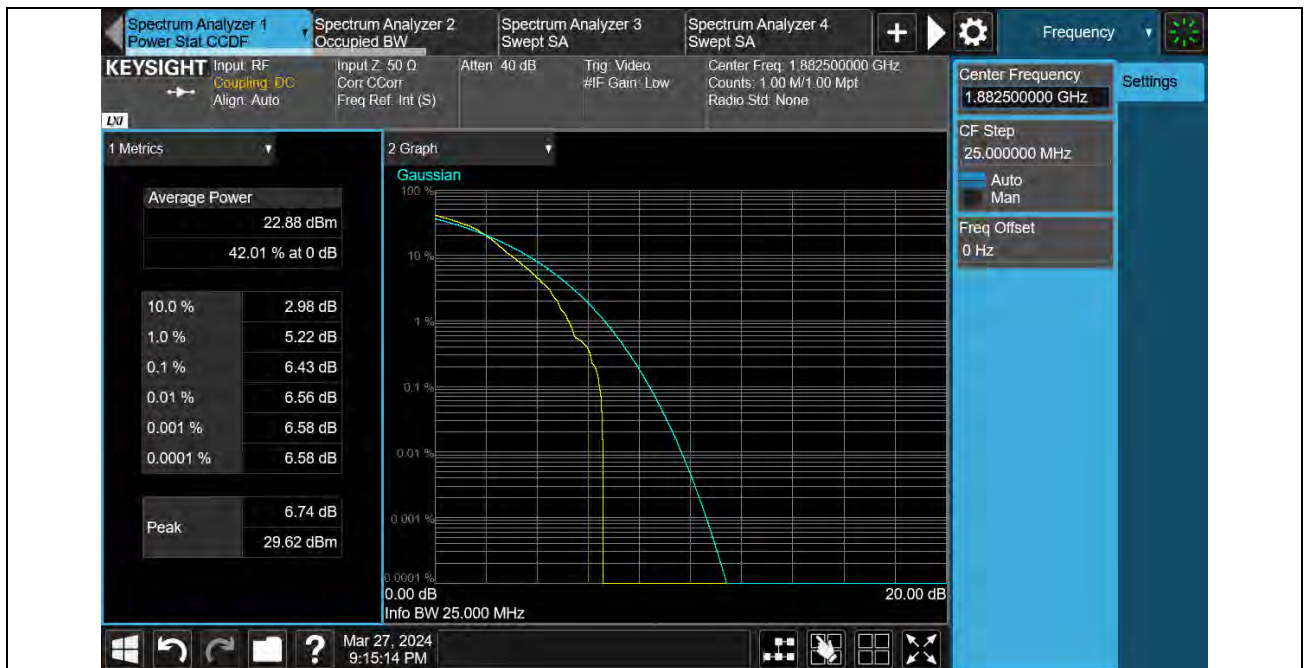 Spectrum Analyzer 1
Power Stat CCDF
Spectrum Analyzer 2
Occupied BW
Spectrum Analyzer 3
Swept SA
Spectrum Analyzer 4
Swept SA
Frequency
KEYSIGHT
Input: RF
Coupling: DC
Align: Auto
Input Z: 50 Ω
Corr CCorr
Freq Ref: Int (S)
Atten: 40 dB
Trig: Video
#IF Gain: Low
Center Freq: 1.882500000 GHz
Counts: 1.00 M/1.00 Mpt
Radio Std: None
LXI
Center Frequency
1.882500000 GHz
Settings
CF Step
25.000000 MHz
Auto
Man
Freq Offset
0 Hz
1 Metrics
Average Power
22.88 dBm
42.01 % at 0 dB
10.0 % 2.98 dB
1.0 % 5.22 dB
0.1 % 6.43 dB
0.01 % 6.56 dB
0.001 % 6.58 dB
0.0001 % 6.58 dB
Peak
6.74 dB
29.62 dBm
2 Graph
Gaussian
100 %
10 %
1 %
0.1 %
0.01 %
0.001 %
0.0001 %
0.00 dB
20.00 dB
Info BW 25.000 MHz
?
Mar 27, 2024
9:15:14 PM